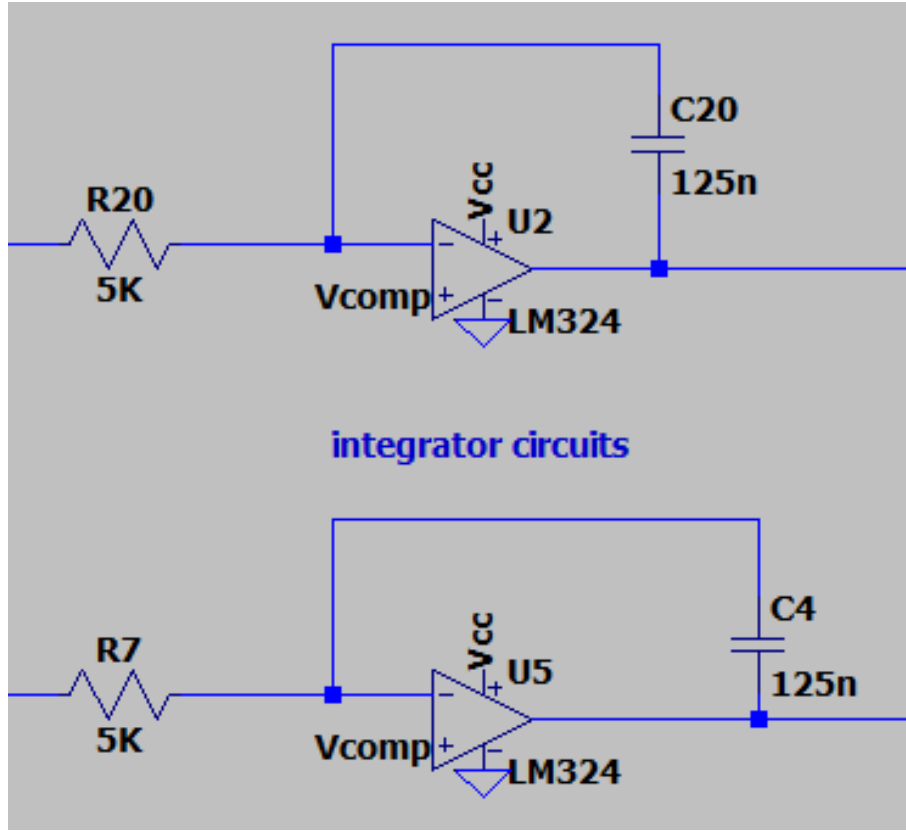 C20
125n
R20
5K
Vcc
+
U2
-
Vcomp
+
-
LM324
integrator circuits
C4
125n
R7
5K
Vcc
+
U5
-
Vcomp
+
-
LM324